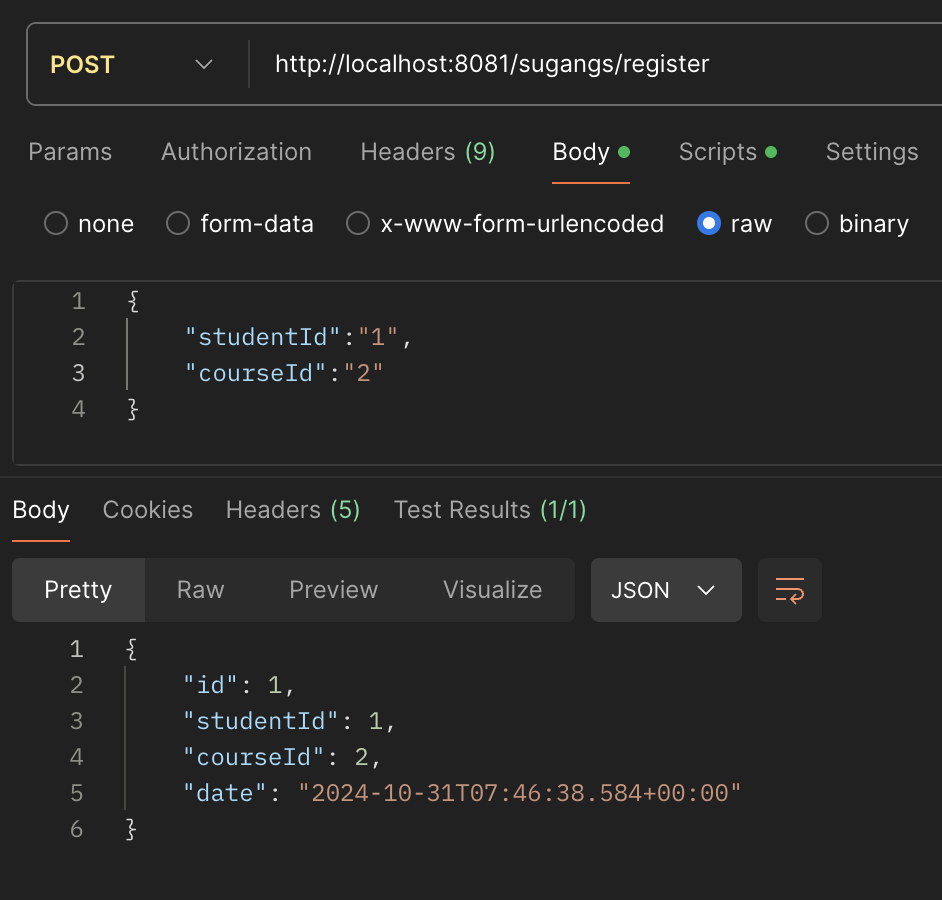 POST http://localhost:8081/sugangs/register
Params Authorization Headers (9) Body Scripts Settings
none form-data x-www-form-urlencoded raw binary
1 {
2 "studentId":"1",
3 "courseId":"2"
4 }
Body Cookies Headers (5) Test Results (1/1)
Pretty Raw Preview Visualize JSON
1 {
2 "id": 1,
3 "studentId": 1,
4 "courseId": 2,
5 "date": "2024-10-31T07:46:38.584+00:00"
6 }